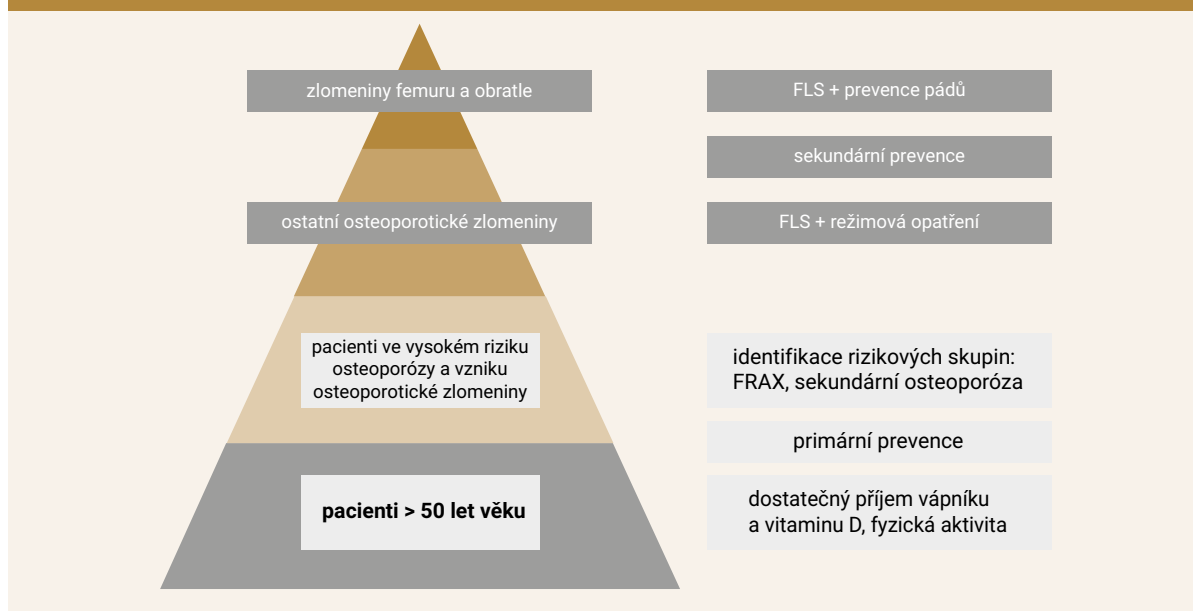 zlomeniny femuru a obratle
FLS + prevence pádů
sekundární prevence
ostatní osteoporotické zlomeniny
FLS + režimová opatření
pacienti ve vysokém riziku
osteoporózy a vzniku
osteoporotické zlomeniny
identifikace rizikových skupin:
FRAX, sekundární osteoporóza
primární prevence
pacienti > 50 let věku
dostatečný příjem vápníku
a vitaminu D, fyzická aktivita